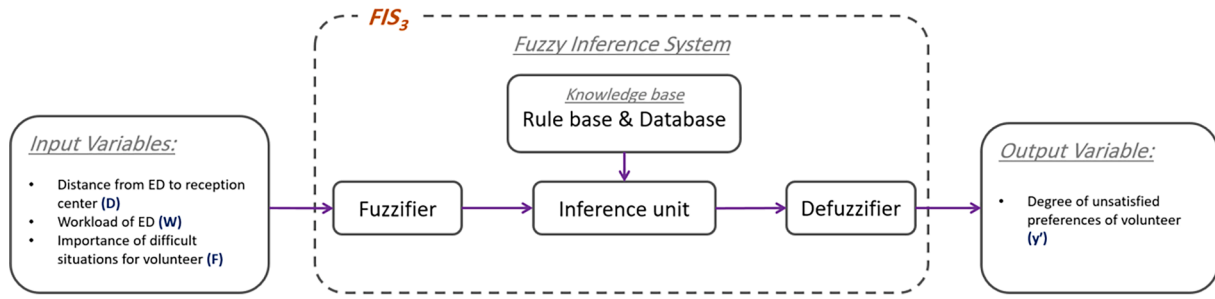 FIS3
Fuzzy Inference System
Knowledge base
Rule base & Database
Input Variables:
• Distance from ED to reception
center (D)
• Workload of ED (W)
• Importance of difficult
situations for volunteer (F)
Fuzzifier
Inference unit
Defuzzifier
Output Variable:
• Degree of unsatisfied
preferences of volunteer
(y')